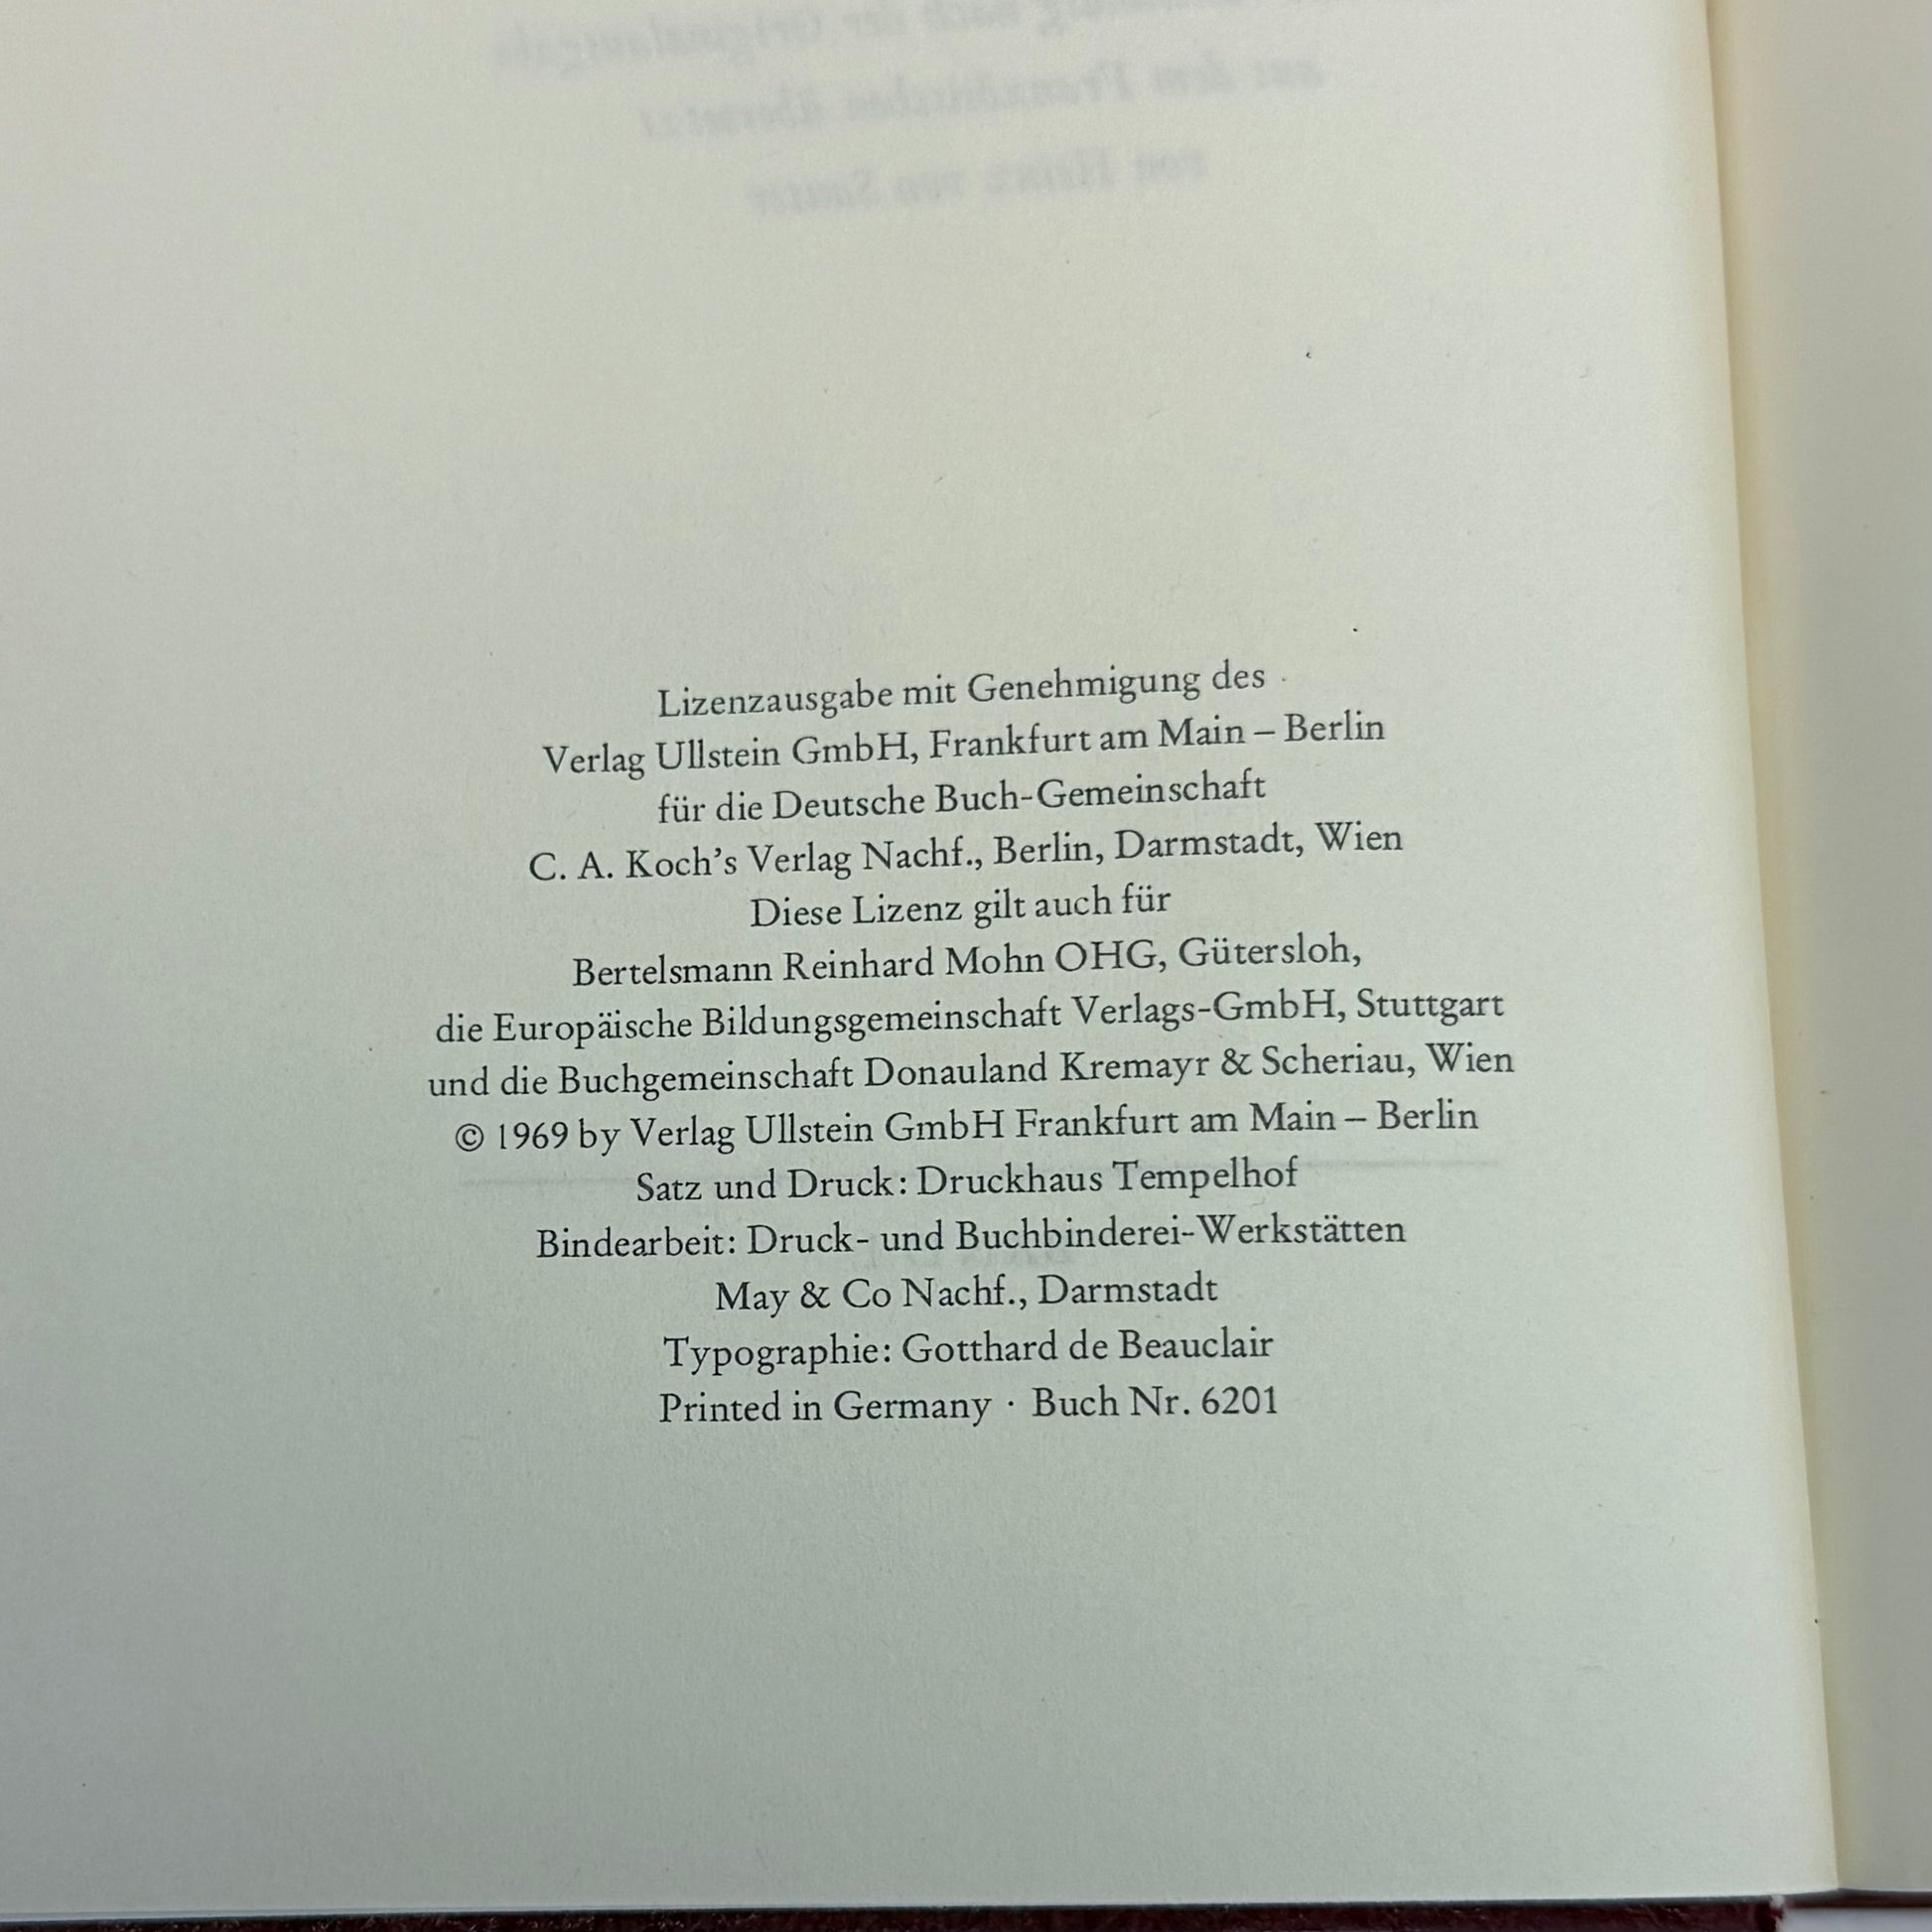 Lizenzausgabe mit Genehmigung des
Verlag Ullstein GmbH, Frankfurt am Main – Berlin
für die Deutsche Buch-Gemeinschaft
C. A. Koch’s Verlag Nachf., Berlin, Darmstadt, Wien
Diese Lizenz gilt auch für
Bertelsmann Reinhard Mohn OHG, Gütersloh,
die Europäische Bildungsgemeinschaft Verlags-GmbH, Stuttgart
und die Buchgemeinschaft Donauland Kremayr & Scheriau, Wien
© 1969 by Verlag Ullstein GmbH Frankfurt am Main – Berlin
Satz und Druck: Druckhaus Tempelhof
Bindearbeit: Druck- und Buchbinderei-Werkstätten
May & Co Nachf., Darmstadt
Typographie: Gotthard de Beauclair
Printed in Germany · Buch Nr. 6201